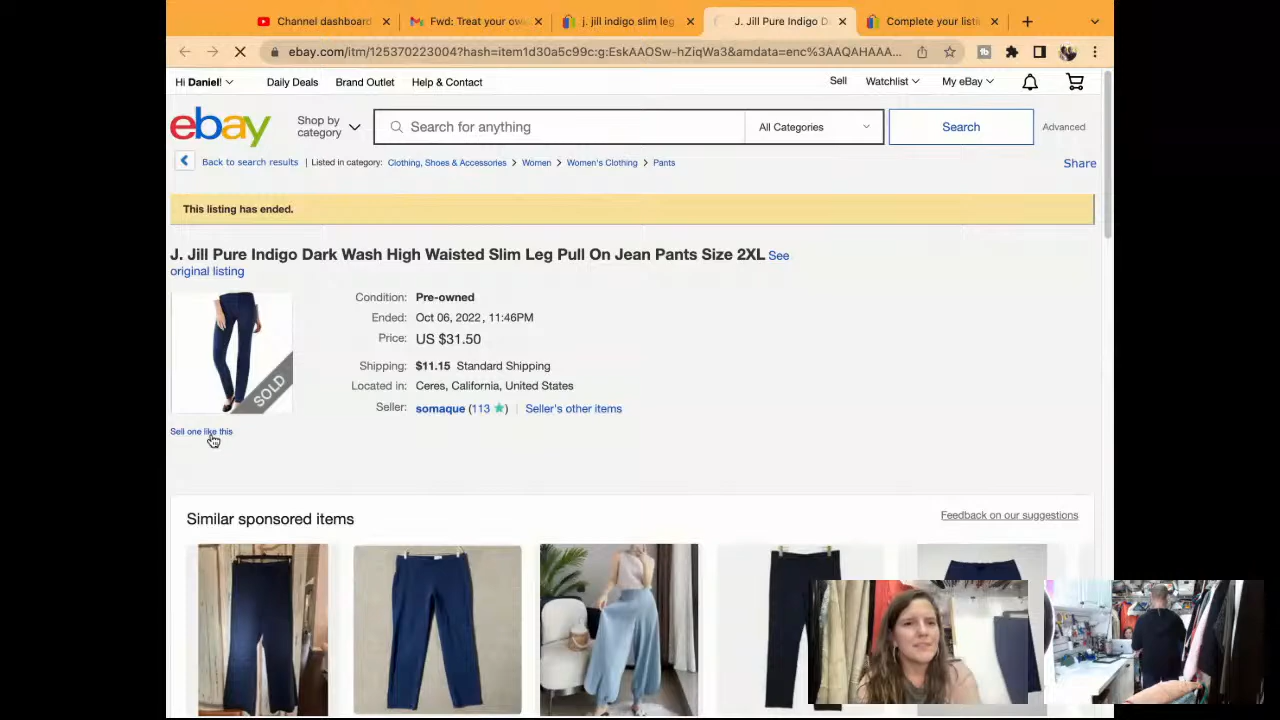 Channel dashboard
Fwd: Treat your ow
j. jill indigo slim leg
J. Jill Pure Indigo D
Complete your listi
ebay.com/itm/125370223004?hash=item1d30a5c99c:g:EskAAOSw-hZiqWa3&amdata=enc%3AAQAHAAA...
Hi Daniel!
Daily Deals
Brand Outlet
Help & Contact
Sell
Watchlist
My eBay
ebay
Shop by category
Search for anything
All Categories
Search
Advanced
Back to search results | Listed in category: Clothing, Shoes & Accessories > Women > Women's Clothing > Pants
Share
This listing has ended.
J. Jill Pure Indigo Dark Wash High Waisted Slim Leg Pull On Jean Pants Size 2XL See
original listing
SOLD
Condition: Pre-owned
Ended: Oct 06, 2022 , 11:46PM
Price: US $31.50
Shipping: $11.15 Standard Shipping
Located in: Ceres, California, United States
Seller: somaque (113 ★) | Seller's other items
Sell one like this
Similar sponsored items
Feedback on our suggestions